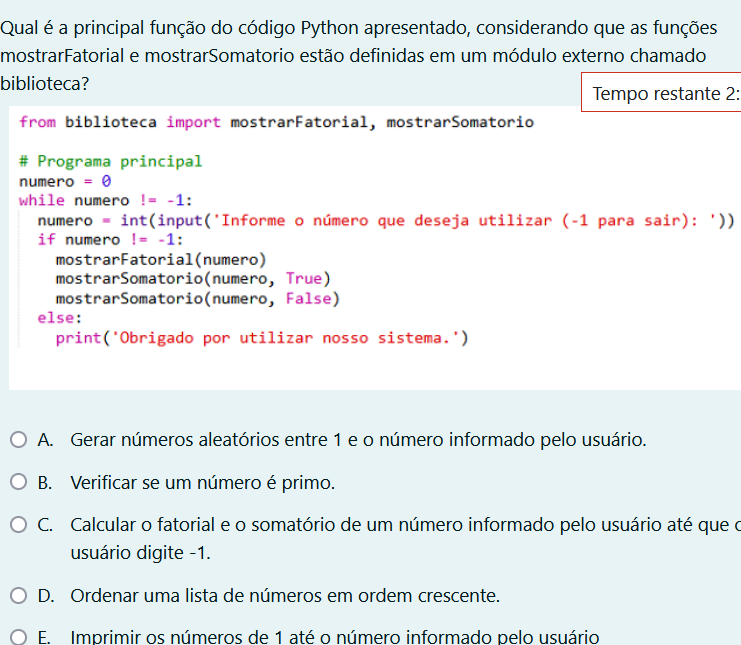 Qual é a principal função do código Python apresentado, considerando que as funções
mostrarFatorial e mostrarSomatorio estão definidas em um módulo externo chamado
biblioteca?
Tempo restante 2:
from biblioteca import mostrarFatorial, mostrarSomatorio
# Programa principal
numero = 0
while numero != -1:
numero = int(input('Informe o número que deseja utilizar (-1 para sair): '))
if numero != -1:
mostrarFatorial(numero)
mostrarSomatorio(numero, True)
mostrarSomatorio(numero, False)
else:
print('Obrigado por utilizar nosso sistema.')
A. Gerar números aleatórios entre 1 e o número informado pelo usuário.
B. Verificar se um número é primo.
C. Calcular o fatorial e o somatório de um número informado pelo usuário até que
usuário digite -1.
D. Ordenar uma lista de números em ordem crescente.
E. Imprimir os números de 1 até o número informado pelo usuário